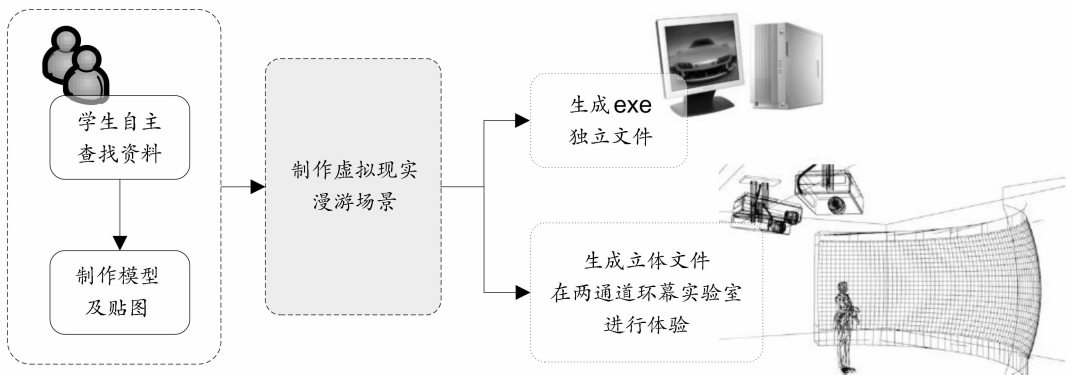 学生自主
查找资料
制作模型
及贴图
制作虚拟现实
漫游场景
生成exe
独立文件
生成立体文件
在两通道环幕实验室
进行体验